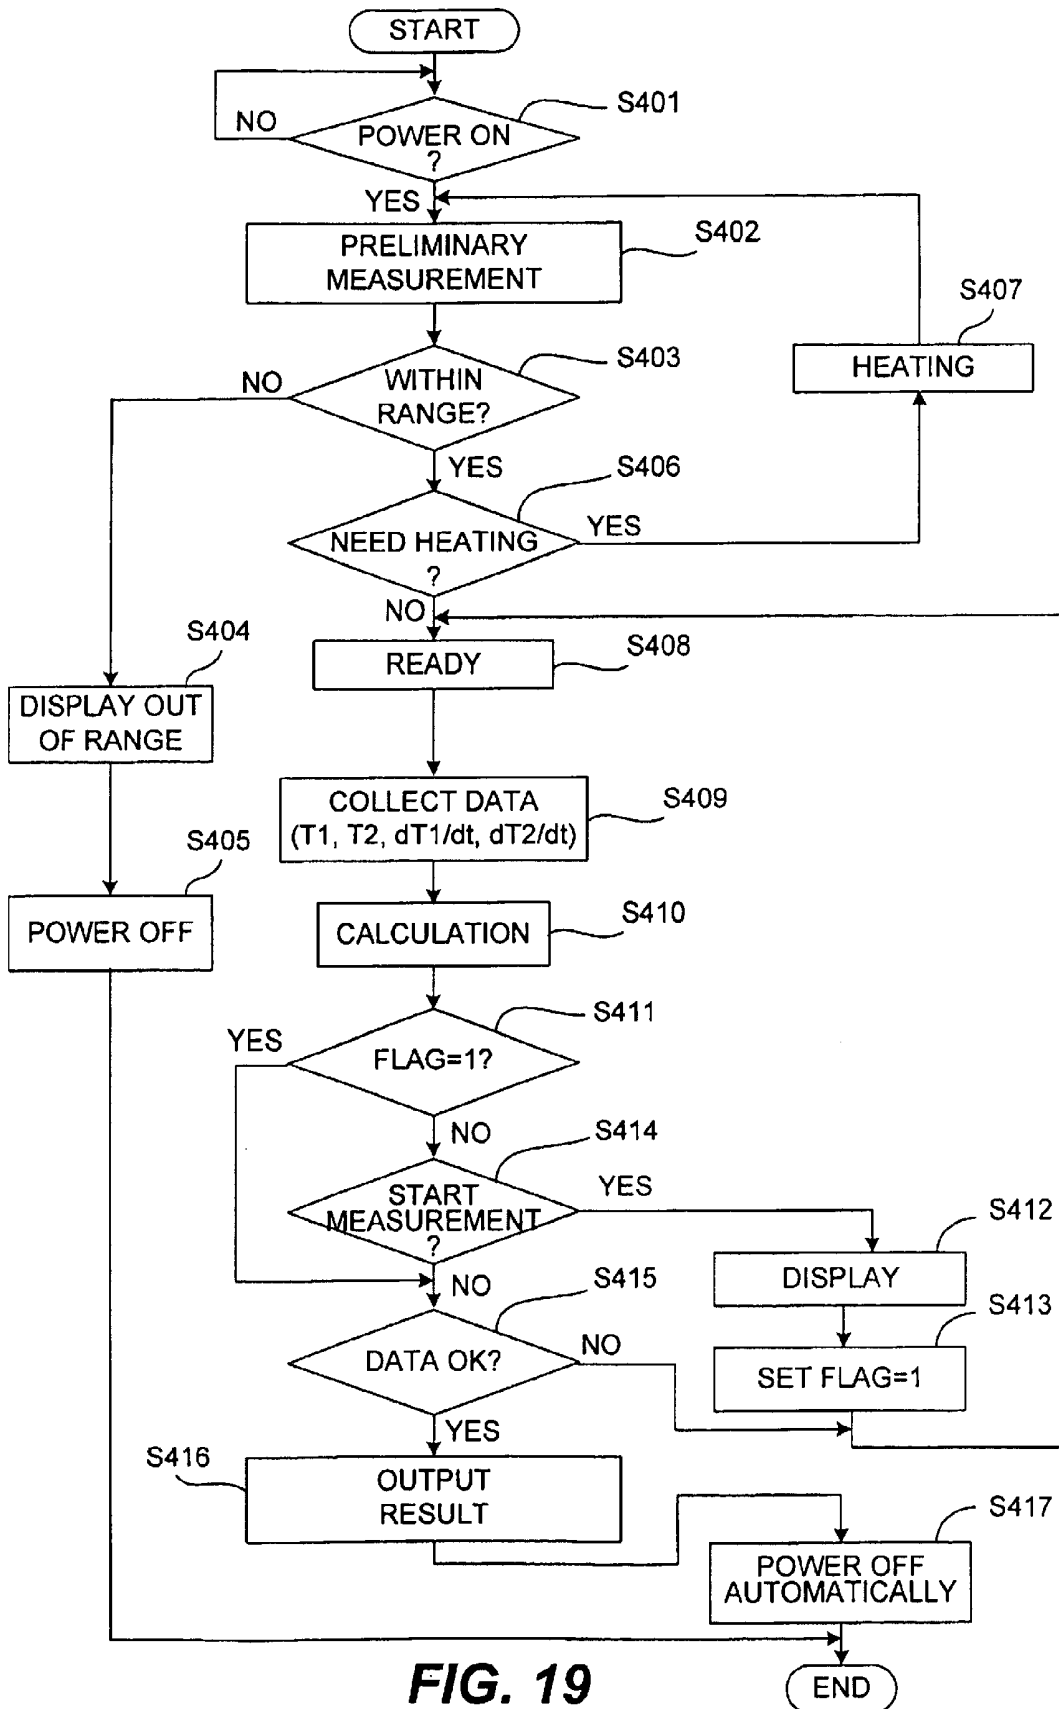 START
S401
NO
POWER ON
?
YES
S402
PRELIMINARY
MEASUREMENT
S407
HEATING
S403
NO
WITHIN
RANGE?
YES
S406
NEED HEATING
?
YES
NO
S404
DISPLAY OUT
OF RANGE
S408
READY
S409
COLLECT DATA
(T1, T2, dT1/dt, dT2/dt)
S405
POWER OFF
S410
CALCULATION
S411
YES
FLAG=1?
NO
S414
START
MEASUREMENT
?
YES
NO
S412
DISPLAY
S413
SET FLAG=1
S415
DATA OK?
NO
YES
S416
OUTPUT
RESULT
S417
POWER OFF
AUTOMATICALLY
END
FIG. 19